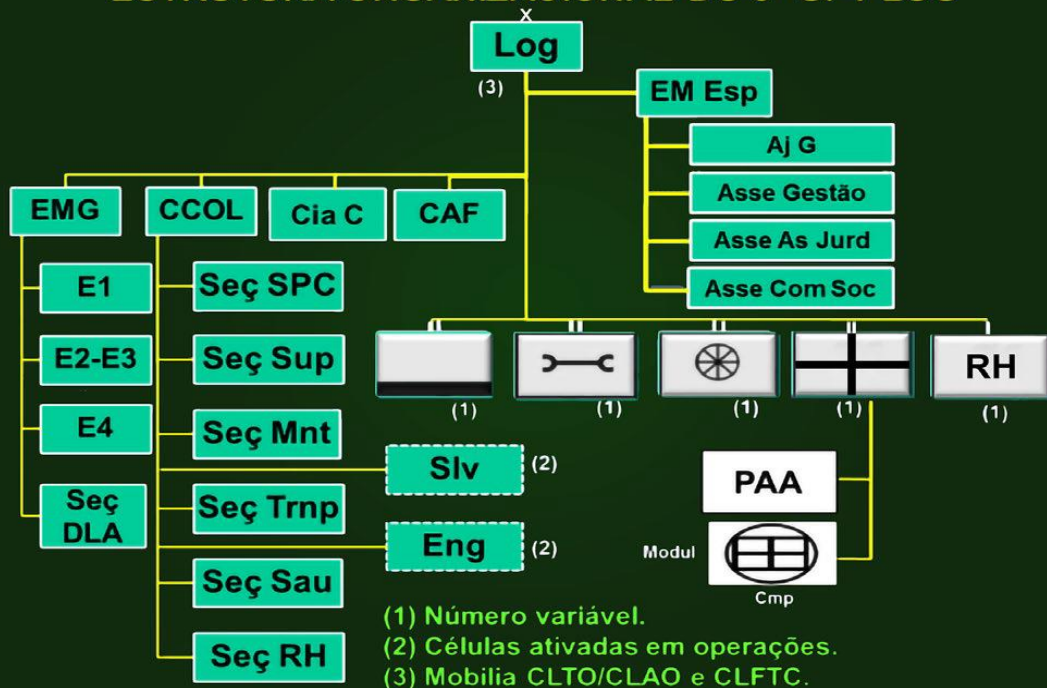 X
Log
(3)
EM Esp
Aj G
Asse Gestão
Asse As Jurd
Asse Com Soc
EMG
CCOL
Cia C
CAF
E1
E2-E3
E4
Seç
DLA
Seç SPC
Seç Sup
Seç Mnt
Seç Trnp
Seç Sau
Seç RH
Slv
(2)
Eng
(2)
(1)
(1)
(1)
(1)
RH
(1)
PAA
Modul
Cmp
(1) Número variável.
(2) Células ativadas em operações.
(3) Mobilia CLTO/CLAO e CLFTC.